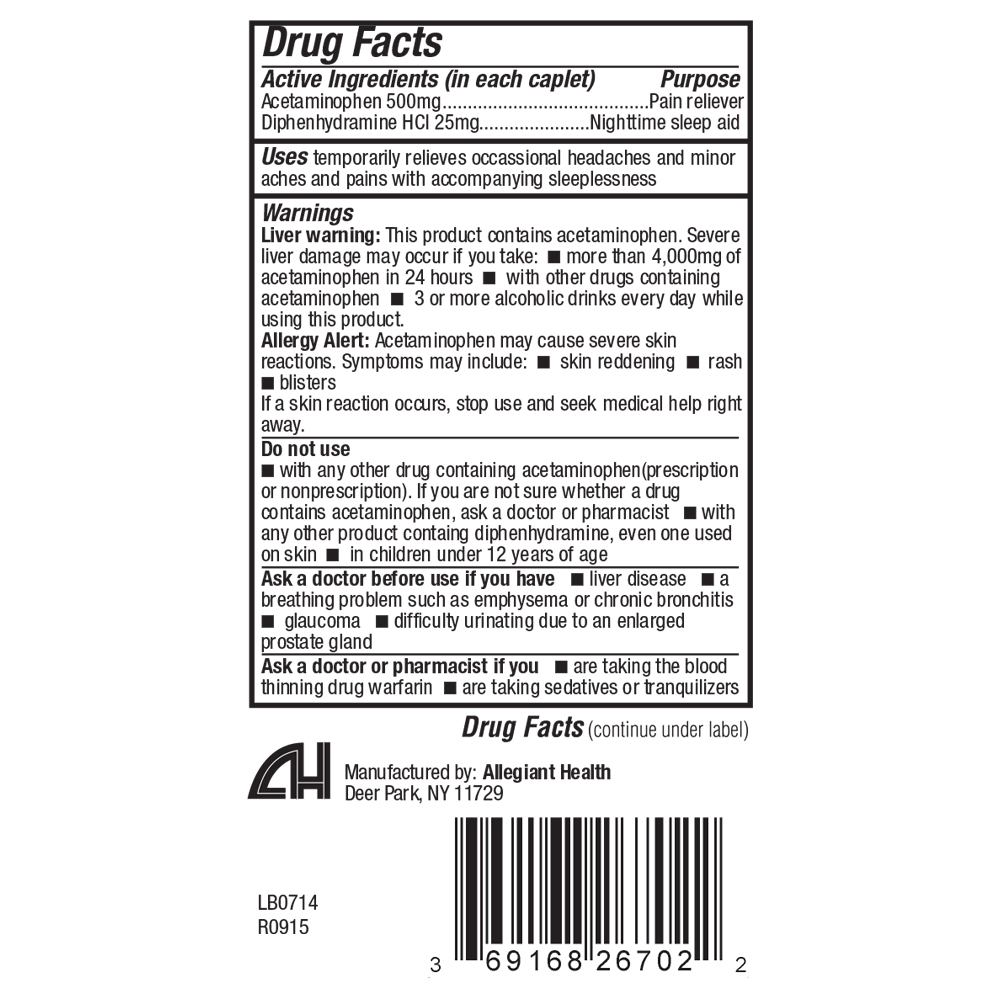 Drug Facts
Active Ingredients (in each caplet) Purpose
Acetaminophen 500mg.........................................Pain reliever
Diphenhydramine HCl 25mg......................Nighttime sleep aid
Uses temporarily relieves occassional headaches and minor
aches and pains with accompanying sleeplessness
Warnings
Liver warning: This product contains acetaminophen. Severe
liver damage may occur if you take: ■ more than 4,000mg of
acetaminophen in 24 hours ■ with other drugs containing
acetaminophen ■ 3 or more alcoholic drinks every day while
using this product.
Allergy Alert: Acetaminophen may cause severe skin
reactions. Symptoms may include: ■ skin reddening ■ rash
■ blisters
If a skin reaction occurs, stop use and seek medical help right
away.
Do not use
■ with any other drug containing acetaminophen(prescription
or nonprescription). If you are not sure whether a drug
contains acetaminophen, ask a doctor or pharmacist ■ with
any other product containg diphenhydramine, even one used
on skin ■ in children under 12 years of age
Ask a doctor before use if you have ■ liver disease ■ a
breathing problem such as emphysema or chronic bronchitis
■ glaucoma ■ difficulty urinating due to an enlarged
prostate gland
Ask a doctor or pharmacist if you ■ are taking the blood
thinning drug warfarin ■ are taking sedatives or tranquilizers
Drug Facts (continue under label)
AH
Manufactured by: Allegiant Health
Deer Park, NY 11729
LB0714
R0915
3 69168 26702 2